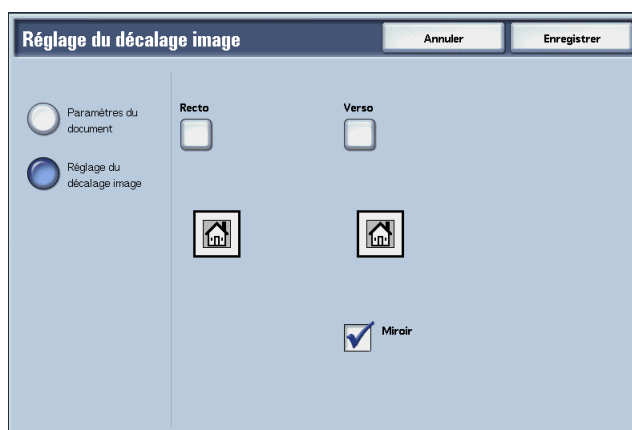 Réglage du décalage image
Annuler
Enregistrer
Paramètres du
document
Réglage du
décalage image
Recto
Verso
Miroir